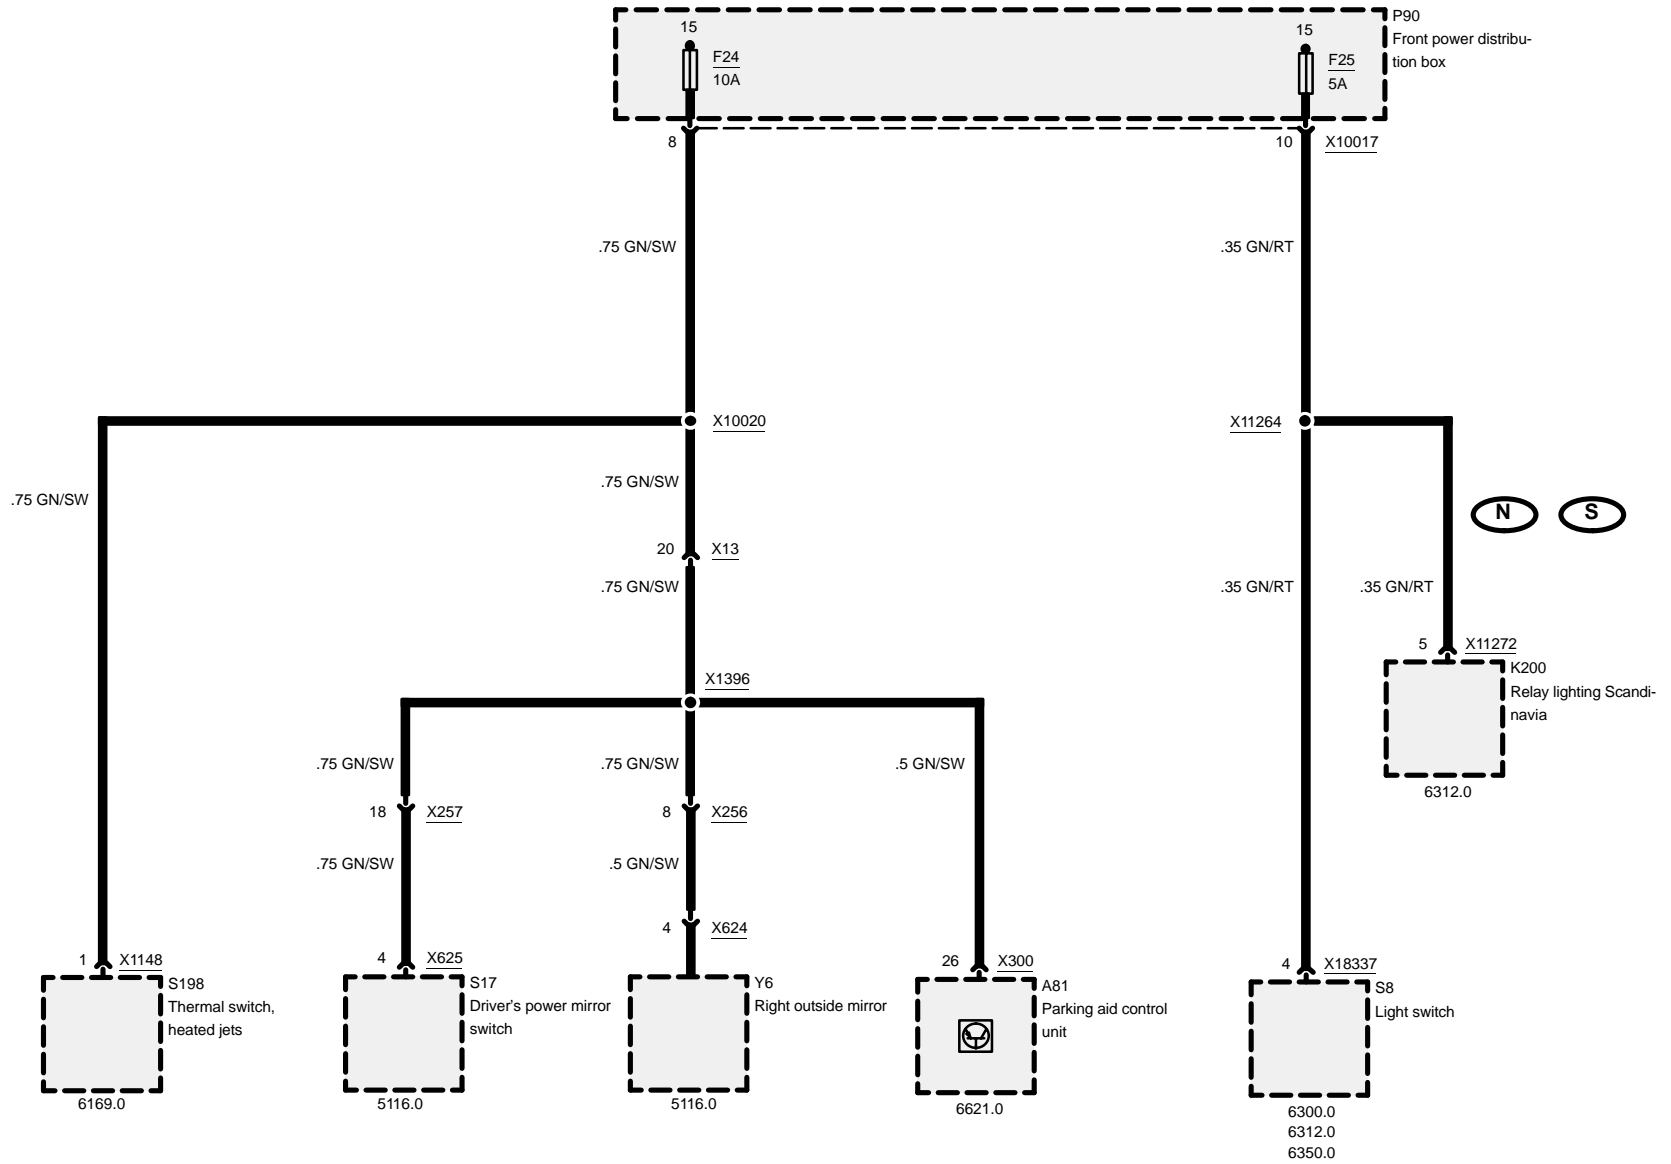 P90
Front power distribu-
tion box
15
F24
10A
15
F25
5A
8
10
X10017
.75 GN/SW
.35 GN/RT
X10020
X11264
.75 GN/SW
.75 GN/SW
N
S
20
X13
.75 GN/SW
.35 GN/RT
.35 GN/RT
5
X11272
K200
Relay lighting Scandi-
navia
6312.0
X1396
.75 GN/SW
.75 GN/SW
.5 GN/SW
18
X257
8
X256
.75 GN/SW
.5 GN/SW
4
X624
1
X1148
S198
Thermal switch,
heated jets
6169.0
4
X625
S17
Driver's power mirror
switch
5116.0
Y6
Right outside mirror
5116.0
26
X300
A81
Parking aid control
unit
6621.0
4
X18337
S8
Light switch
6300.0
6312.0
6350.0